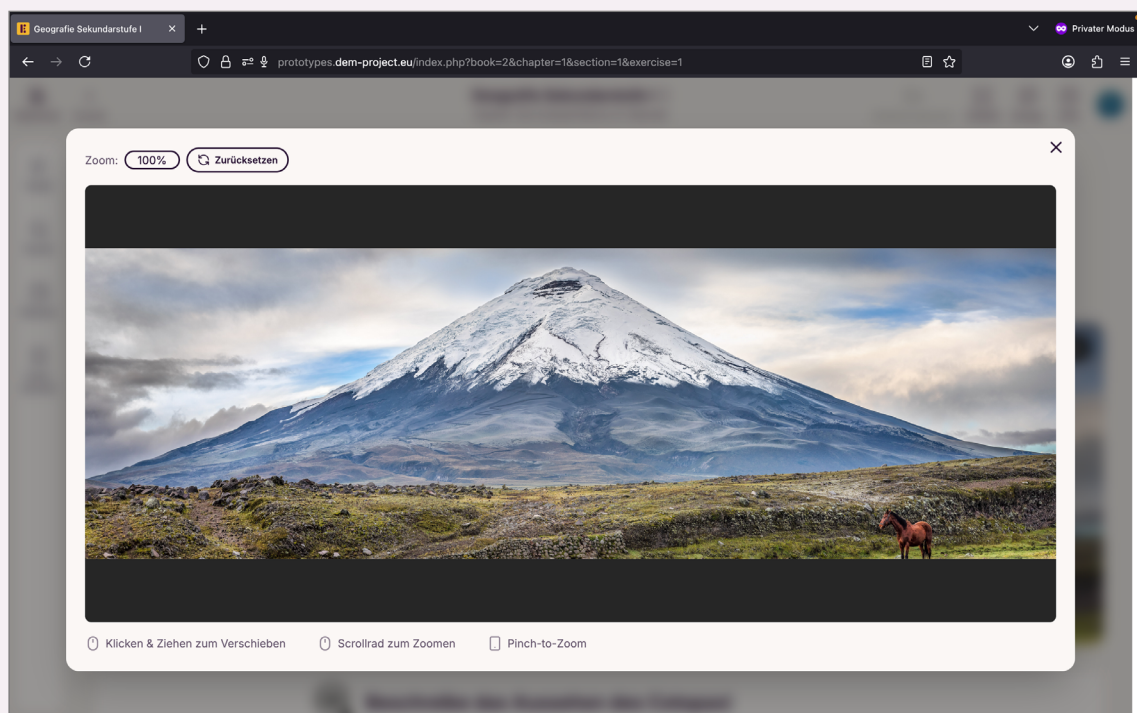 Geografie Sekundarstufe I
Privater Modus
prototypes.dem-project.eu/index.php?book=2&chapter=1&section=1&exercise=1
Zoom: 100% Zurücksetzen
Klicken & Ziehen zum Verschieben Scrollrad zum Zoomen Pinch-to-Zoom